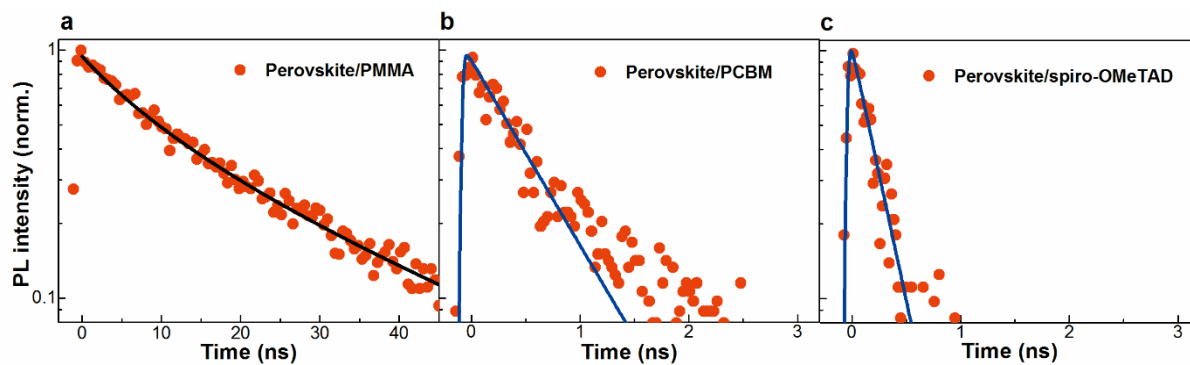 a
b
c
PL intensity (norm.)
1
0.1
Perovskite/PMMA
Perovskite/PCBM
Perovskite/spiro-OMeTAD
0 10 20 30 40
0 1 2 3
0 1 2 3
Time (ns)
Time (ns)
Time (ns)